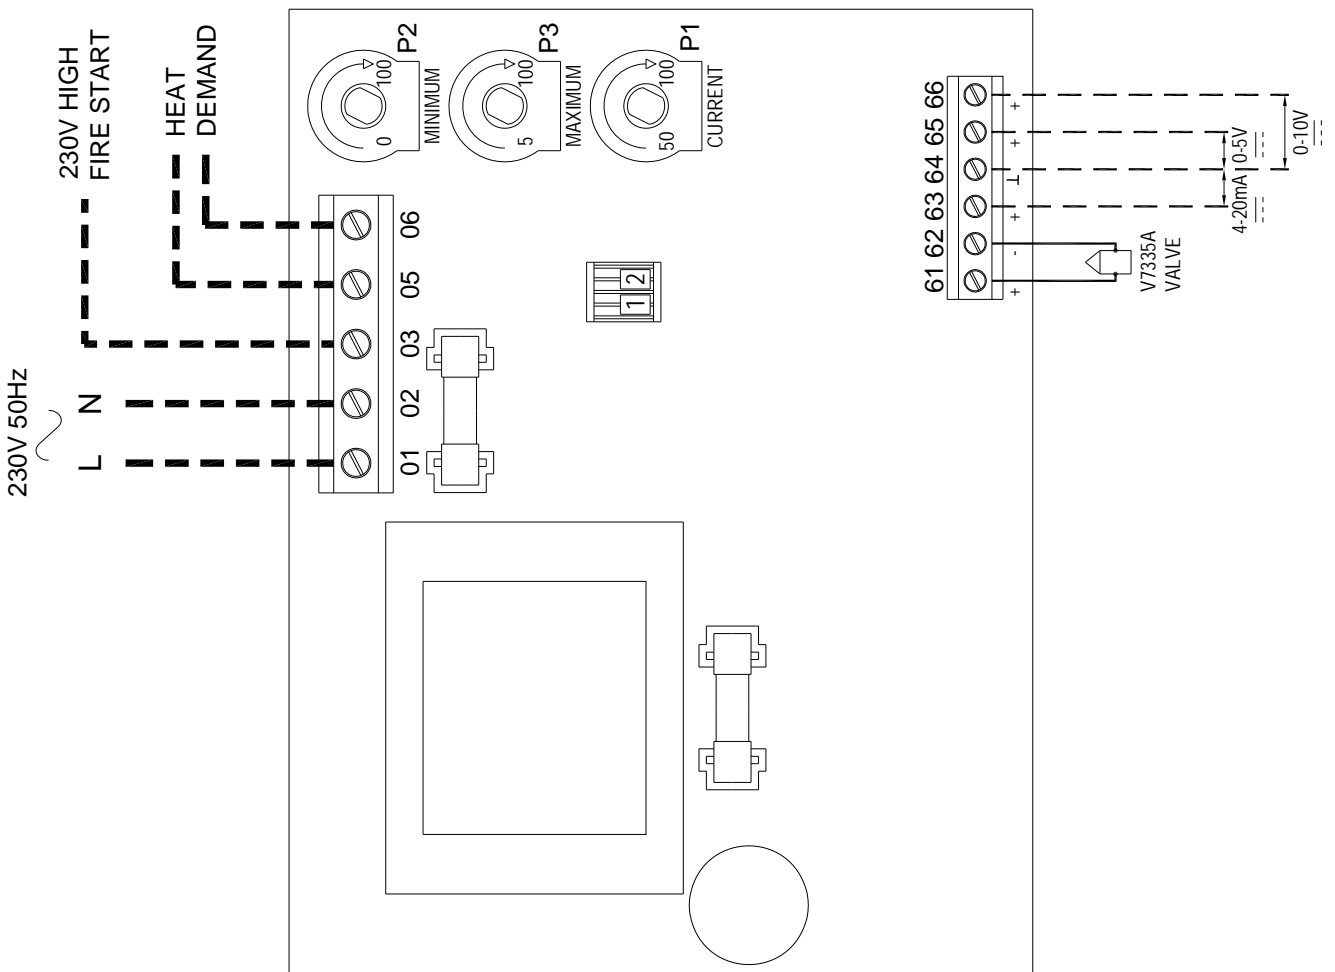 230V 50Hz
L
N
230V HIGH
FIRE START
HEAT
DEMAND
01
02
03
05
06
0
100
P2
MINIMUM
5
100
P3
MAXIMUM
50
100
P1
CURRENT
1
2
61
62
63
64
65
66
+
-
+
⊥
+
+
V7335A
VALVE
4-20mA
0-5V
0-10V